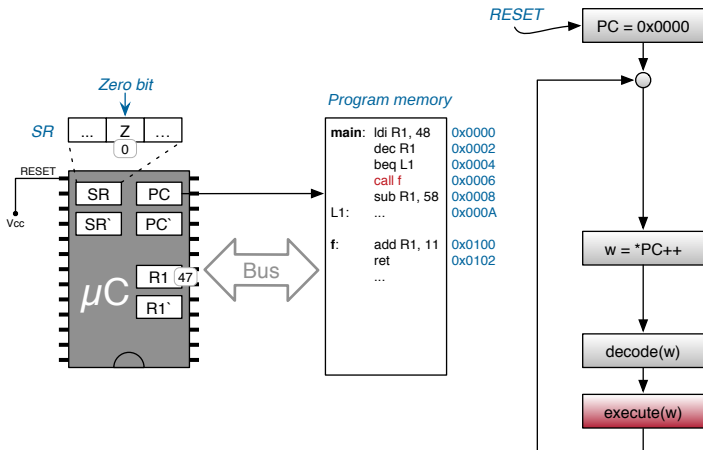 RESET
PC = 0x0000
Zero bit
Program memory
SR
... Z ...
0
main: ldi R1, 48 0x0000
dec R1 0x0002
beq L1 0x0004
call f 0x0006
sub R1, 58 0x0008
L1: ... 0x000A
f: add R1, 11 0x0100
ret 0x0102
...
RESET
Vcc
SR PC
SR` PC`
R1 47
R1`
µC
Bus
w = *PC++
decode(w)
execute(w)